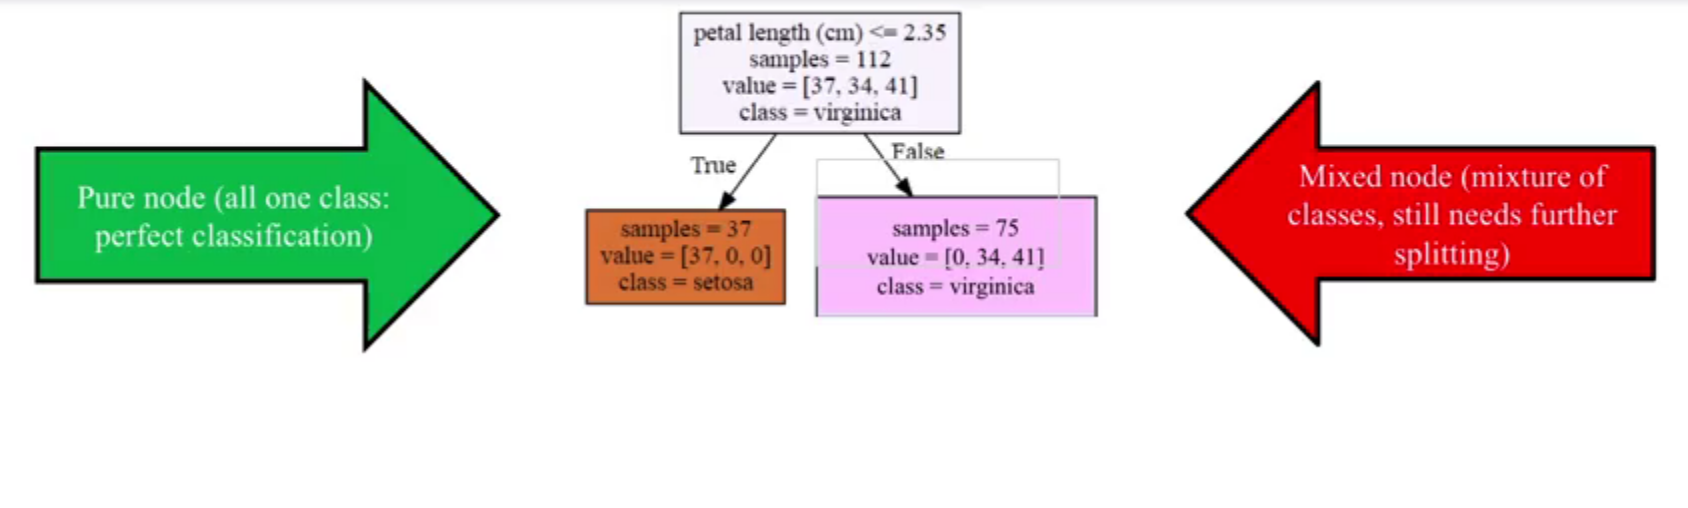 petal length (cm) <= 2.35
samples = 112
value = [37, 34, 41]
class = virginica
True
False
Pure node (all one class:
perfect classification)
samples = 37
value = [37, 0, 0]
class = setosa
samples = 75
value = [0, 34, 41]
class = virginica
Mixed node (mixture of
classes, still needs further
splitting)